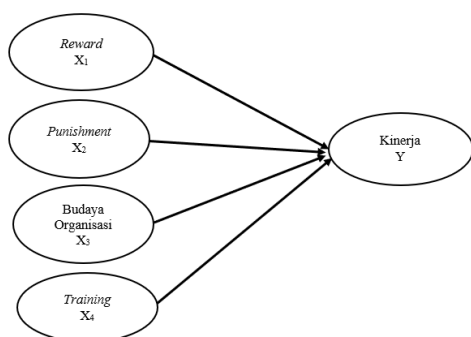 Reward
X₁
Punishment
X₂
Kinerja
Y
Budaya
Organisasi
X₃
Training
X₄